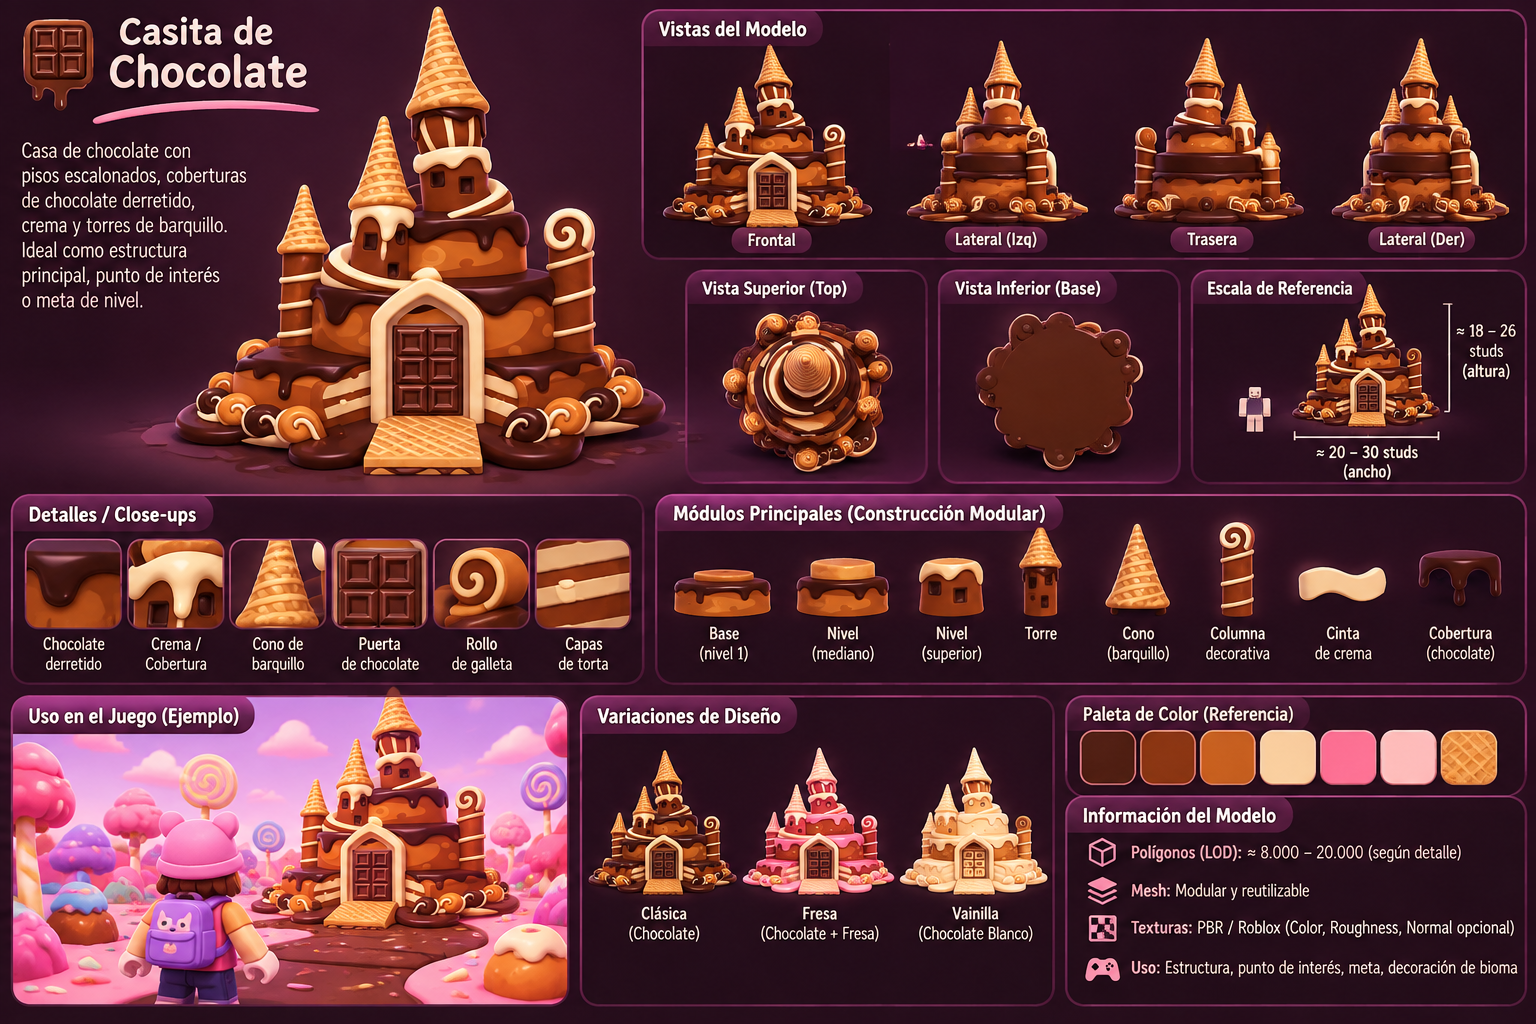 Casita de
Chocolate
Casa de chocolate con
pisos escalonados, coberturas
de chocolate derretido,
crema y torres de barquillo.
Ideal como estructura
principal, punto de interés
o meta de nivel.
Vistas del Modelo
Frontal
Lateral (Izq)
Trasera
Lateral (Der)
Vista Superior (Top)
Vista Inferior (Base)
Escala de Referencia
≈ 18 – 26
studs
(altura)
≈ 20 – 30 studs
(ancho)
Detalles / Close-ups
Chocolate
derretido
Crema /
Cobertura
Cono de
barquillo
Puerta
de chocolate
Rollo
de galleta
Capas
de torta
Módulos Principales (Construcción Modular)
Base
(nivel 1)
Nivel
(mediano)
Nivel
(superior)
Torre
Cono
(barquillo)
Columna
decorativa
Cinta
de crema
Cobertura
(chocolate)
Uso en el Juego (Ejemplo)
Variaciones de Diseño
Clásica
(Chocolate)
Fresa
(Chocolate + Fresa)
Vainilla
(Chocolate Blanco)
Paleta de Color (Referencia)
Información del Modelo
Polígonos (LOD): ≈ 8.000 – 20.000 (según detalle)
Mesh: Modular y reutilizable
Texturas: PBR / Roblox (Color, Roughness, Normal opcional)
Uso: Estructura, punto de interés, meta, decoración de bioma